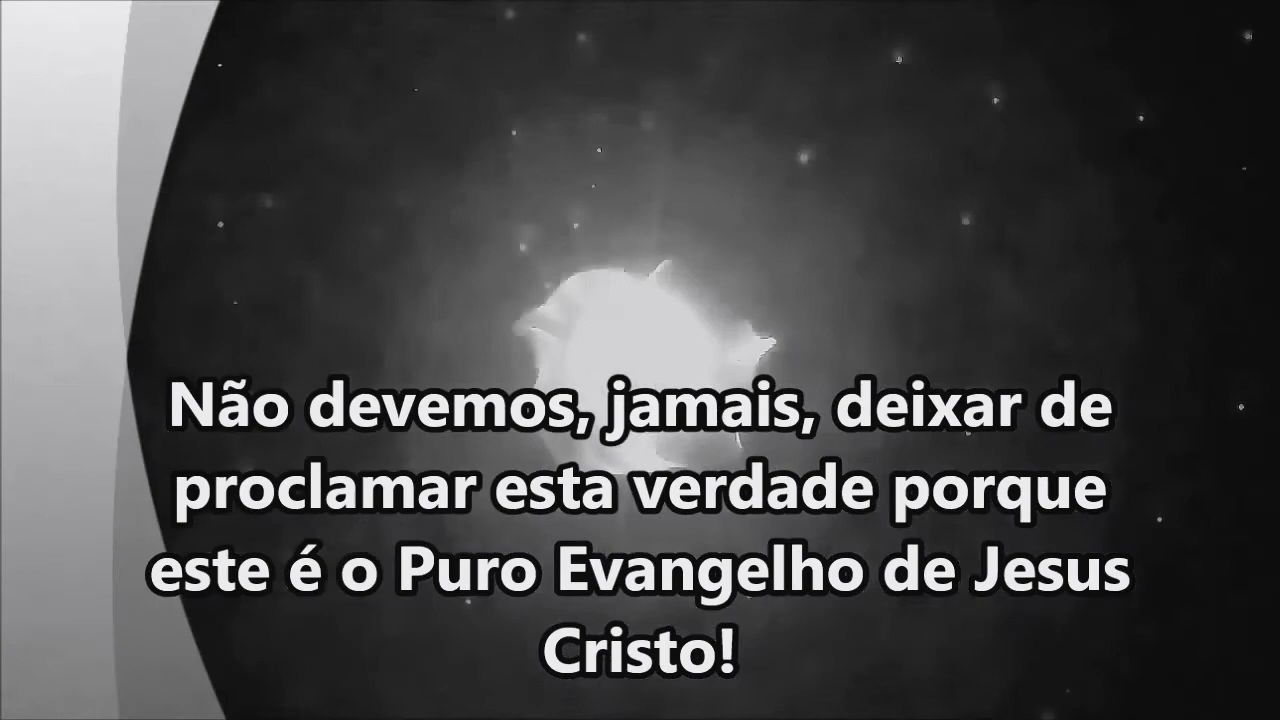 Não devemos, jamais, deixar de
proclamar esta verdade porque
este é o Puro Evangelho de Jesus
Cristo!